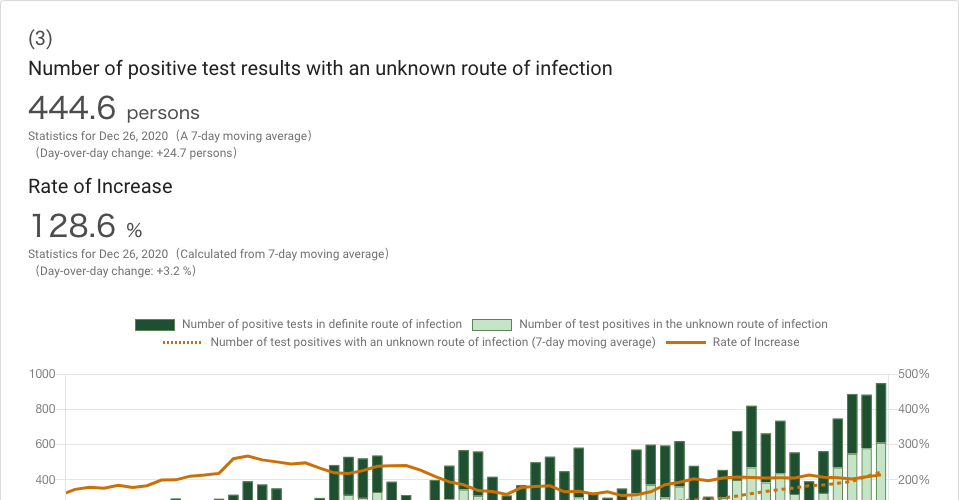 (3)
Number of positive test results with an unknown route of infection
444.6 persons
Statistics for Dec 26, 2020（A 7-day moving average）
（Day-over-day change: +24.7 persons）
Rate of Increase
128.6 %
Statistics for Dec 26, 2020（Calculated from 7-day moving average）
（Day-over-day change: +3.2 %）
Number of positive tests in definite route of infection Number of test positives in the unknown route of infection
Number of test positives with an unknown route of infection (7-day moving average) Rate of Increase
1000 500%
800 400%
600 300%
400 200%